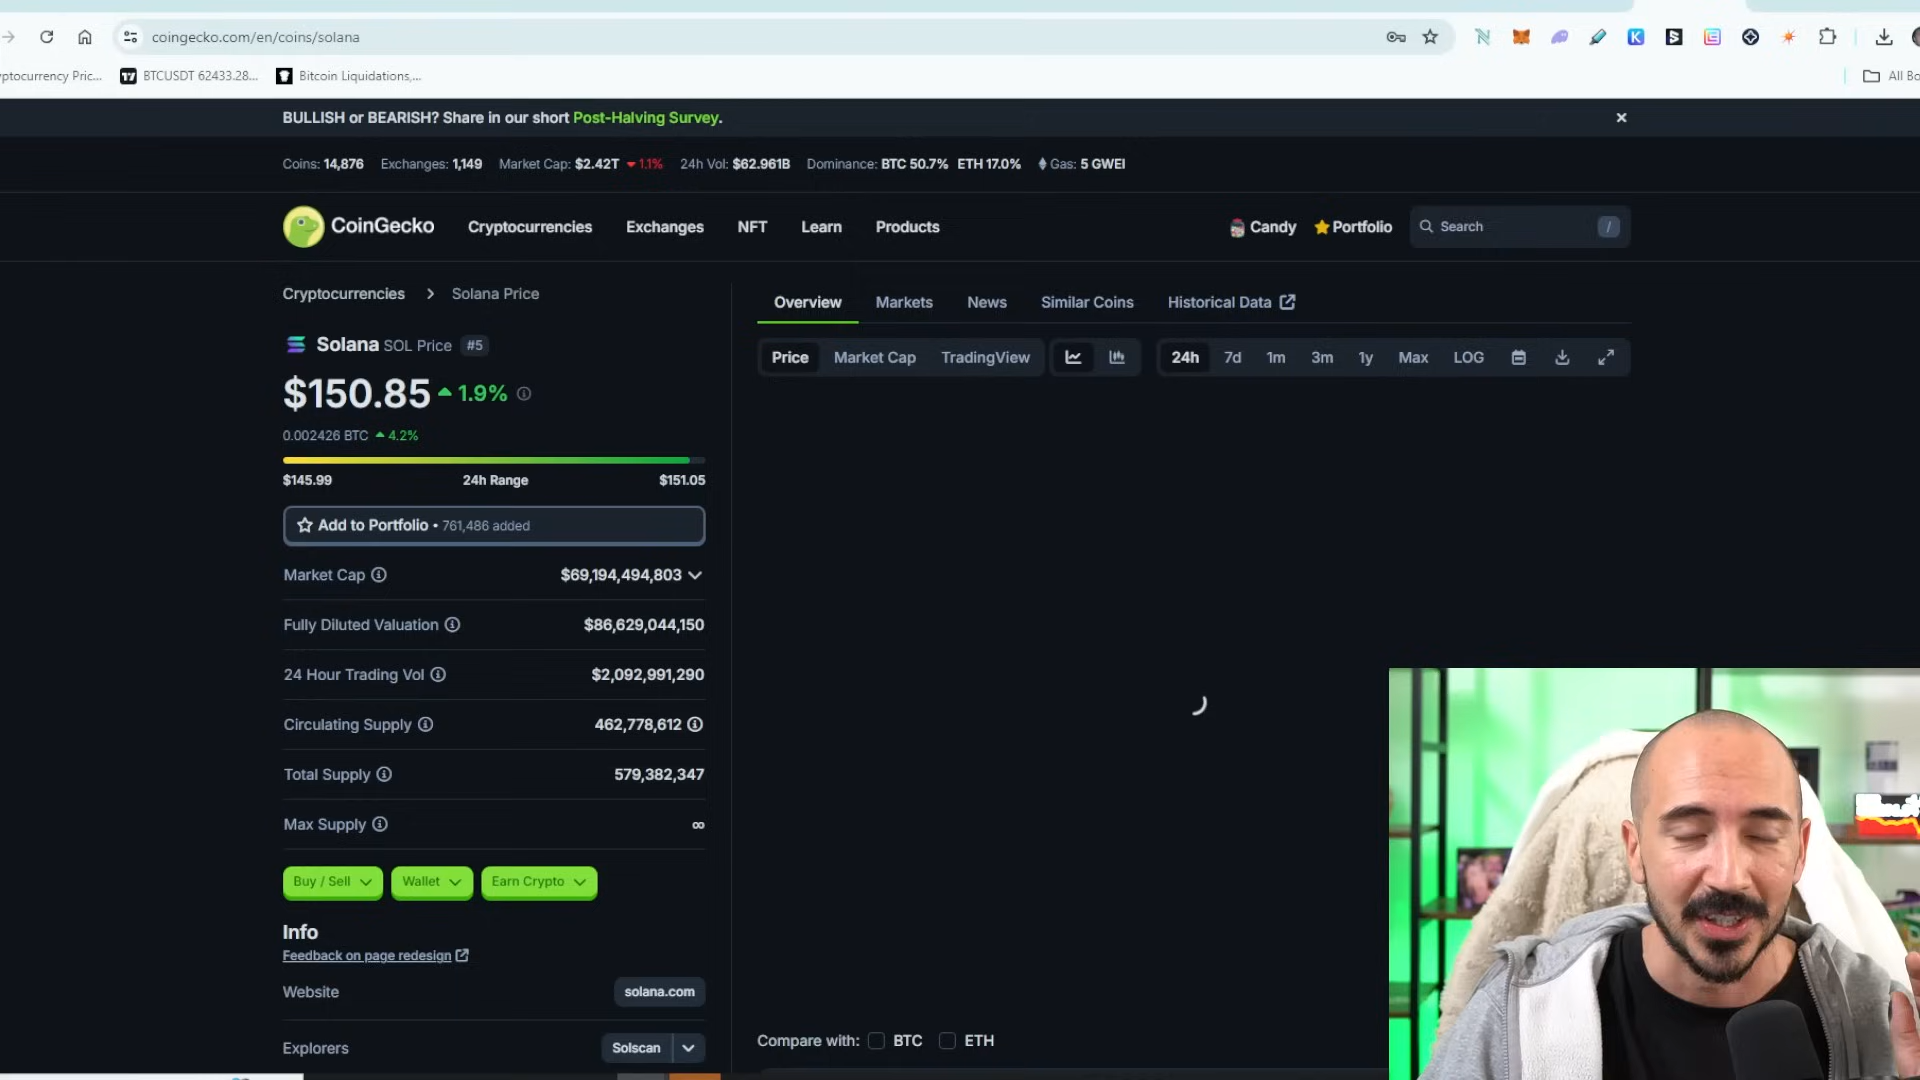 coingecko.com/en/coins/solana
ptocurrency Pric... BTCUSDT 62433.28... Bitcoin Liquidations,... All Bo
BULLISH or BEARISH? Share in our short Post-Halving Survey.
Coins: 14,876 Exchanges: 1,149 Market Cap: $2.42T 1.1% 24h Vol: $62.961B Dominance: BTC 50.7% ETH 17.0% Gas: 5 GWEI
CoinGecko Cryptocurrencies Exchanges NFT Learn Products Candy Portfolio Search /
Cryptocurrencies > Solana Price
Overview Markets News Similar Coins Historical Data
Solana SOL Price #5
Price Market Cap TradingView 24h 7d 1m 3m 1y Max LOG
$150.85 1.9%
0.002426 BTC 4.2%
$145.99 24h Range $151.05
Add to Portfolio • 761,486 added
Market Cap $69,194,494,803
Fully Diluted Valuation $86,629,044,150
24 Hour Trading Vol $2,092,991,290
Circulating Supply 462,778,612
Total Supply 579,382,347
Max Supply ∞
Buy / Sell Wallet Earn Crypto
Info
Feedback on page redesign
Website solana.com
Explorers Solscan
Compare with: BTC ETH